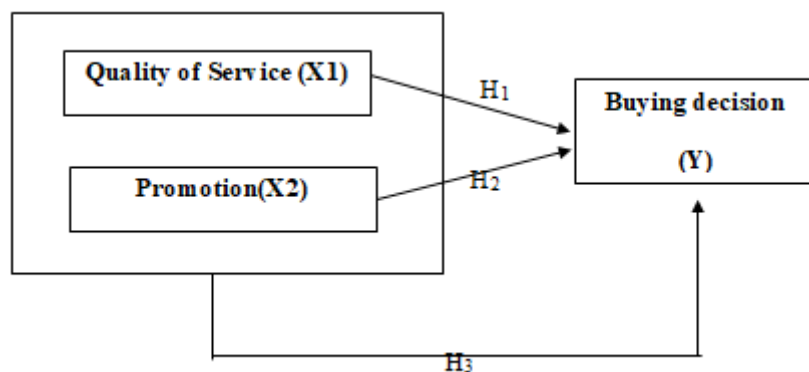 Quality of Service (X1)
H1
Buying decision
(Y)
Promotion(X2)
H2
H3